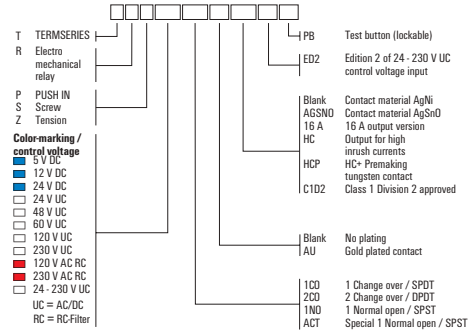 T TERMSERIES
R Electro
mechanical
relay
P PUSH IN
S Screw
Z Tension
Color-marking /
control voltage
5 V DC
12 V DC
24 V DC
24 V UC
48 V UC
60 V UC
120 V UC
230 V UC
120 V AC RC
230 V AC RC
24 - 230 V UC
UC = AC/DC
RC = RC-Filter
PB Test button (lockable)
ED2 Edition 2 of 24 - 230 V UC
control voltage input
Blank Contact material AgNi
AGSNO Contact material AgSnO
16 A 16 A output version
HC Output for high
inrush currents
HCP HC+ Premaking
tungsten contact
C1D2 Class 1 Division 2 approved
Blank No plating
AU Gold plated contact
1CO 1 Change over / SPDT
2CO 2 Change over / DPDT
1NO 1 Normal open / SPST
ACT Special 1 Normal open / SPST